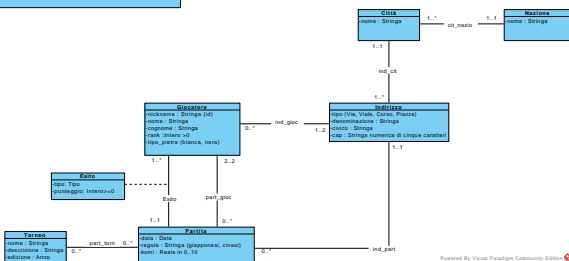 Città
-nome : Stringa
1..*
cit_nazio
1..1
Nazione
-nome : Stringa
1..1
ind_cit
1..*
Giocatore
-nickname : Stringa {id}
-nome : Stringa
-cognome : Stringa
-rank :Intero >0
-tipo_pietra {bianca, nera}
0..*
ind_gioc
1..2
Indirizzo
-tipo {Via, Viale, Corso, Piazza}
-denominazione : Stringa
-civico : Stringa
-cap : Stringa numerica di cinque caratteri
1..*
2..2
1..1
Esito
-tipo: Tipo
-punteggio: Intero>=0
Esito
part_gioc
1..1
0..*
Torneo
-nome : Stringa
-descrizione : Stringa
-edizione : Anno
0..*
part_torn
0..*
Partita
-data : Data
-regole : Stringa {giapponesi, cinesi}
-komi : Reale in 0..10
0..*
ind_part
Powered By Visual Paradigm Community Edition